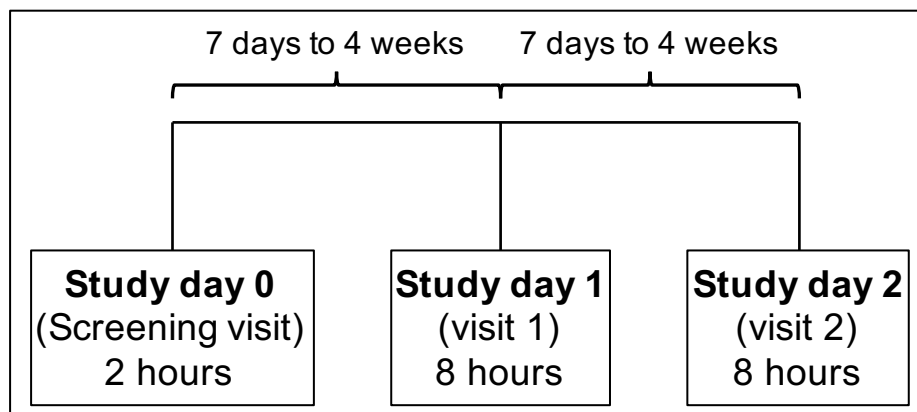 7 days to 4 weeks
7 days to 4 weeks
Study day 0
(Screening visit)
2 hours
Study day 1
(visit 1)
8 hours
Study day 2
(visit 2)
8 hours